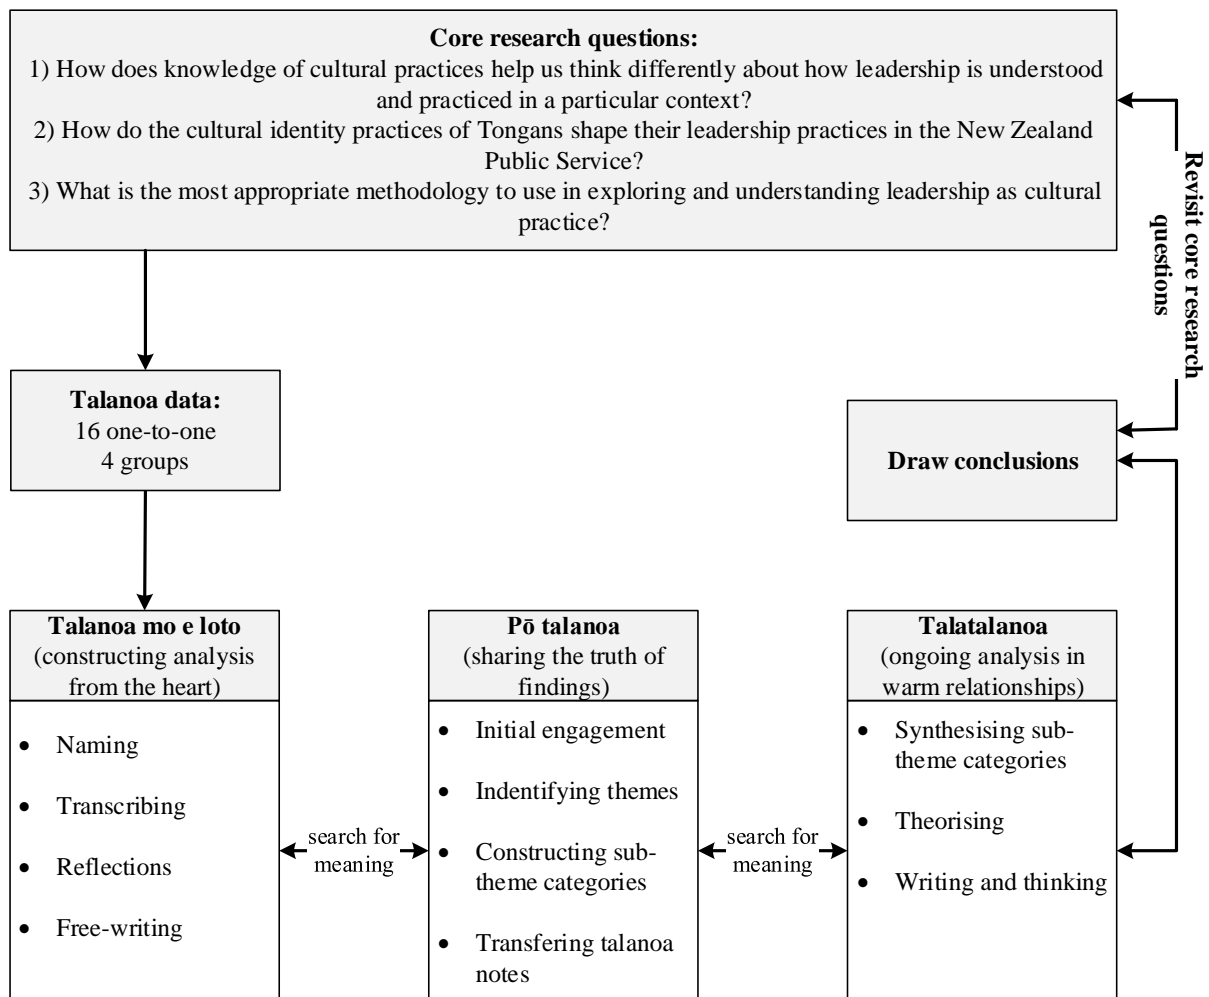 Core research questions:
1) How does knowledge of cultural practices help us think differently about how leadership is understood
and practiced in a particular context?
2) How do the cultural identity practices of Tongans shape their leadership practices in the New Zealand
Public Service?
3) What is the most appropriate methodology to use in exploring and understanding leadership as cultural
practice?
Revisit core research
questions
Talanoa data:
16 one-to-one
4 groups
Draw conclusions
Talanoa mo e loto
(constructing analysis
from the heart)
• Naming
• Transcribing
• Reflections
• Free-writing
search for
meaning
Pō talanoa
(sharing the truth of
findings)
• Initial engagement
• Indentifying themes
• Constructing sub-
theme categories
• Transfering talanoa
notes
search for
meaning
Talatalanoa
(ongoing analysis in
warm relationships)
• Synthesising sub-
theme categories
• Theorising
• Writing and thinking